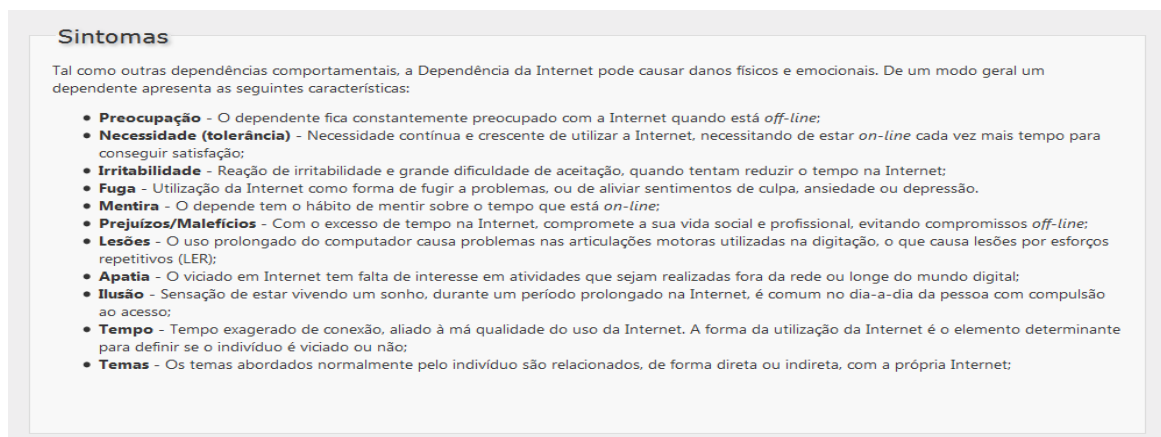 Sintomas
Tal como outras dependências comportamentais, a Dependência da Internet pode causar danos físicos e emocionais. De um modo geral um
dependente apresenta as seguintes características:
• Preocupação - O dependente fica constantemente preocupado com a Internet quando está off-line;
• Necessidade (tolerância) - Necessidade contínua e crescente de utilizar a Internet, necessitando de estar on-line cada vez mais tempo para
conseguir satisfação;
• Irritabilidade - Reação de irritabilidade e grande dificuldade de aceitação, quando tentam reduzir o tempo na Internet;
• Fuga - Utilização da Internet como forma de fugir a problemas, ou de aliviar sentimentos de culpa, ansiedade ou depressão.
• Mentira - O depende tem o hábito de mentir sobre o tempo que está on-line;
• Prejuízos/Malefícios - Com o excesso de tempo na Internet, compromete a sua vida social e profissional, evitando compromissos off-line;
• Lesões - O uso prolongado do computador causa problemas nas articulações motoras utilizadas na digitação, o que causa lesões por esforços
repetitivos (LER);
• Apatia - O viciado em Internet tem falta de interesse em atividades que sejam realizadas fora da rede ou longe do mundo digital;
• Ilusão - Sensação de estar vivendo um sonho, durante um período prolongado na Internet, é comum no dia-a-dia da pessoa com compulsão
ao acesso;
• Tempo - Tempo exagerado de conexão, aliado à má qualidade do uso da Internet. A forma da utilização da Internet é o elemento determinante
para definir se o indivíduo é viciado ou não;
• Temas - Os temas abordados normalmente pelo indivíduo são relacionados, de forma direta ou indireta, com a própria Internet;